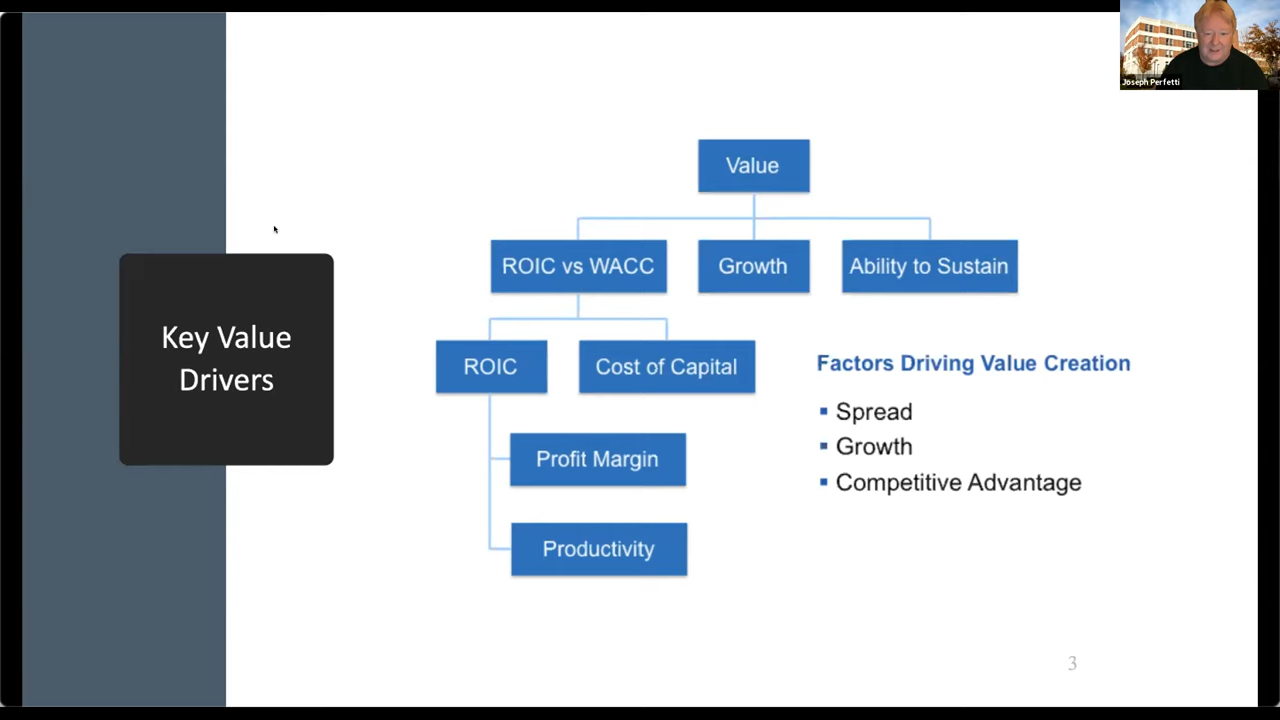 Joseph Perfetti
Key Value
Drivers
Value
ROIC vs WACC
Growth
Ability to Sustain
ROIC
Cost of Capital
Profit Margin
Productivity
Factors Driving Value Creation
▪ Spread
▪ Growth
▪ Competitive Advantage
3